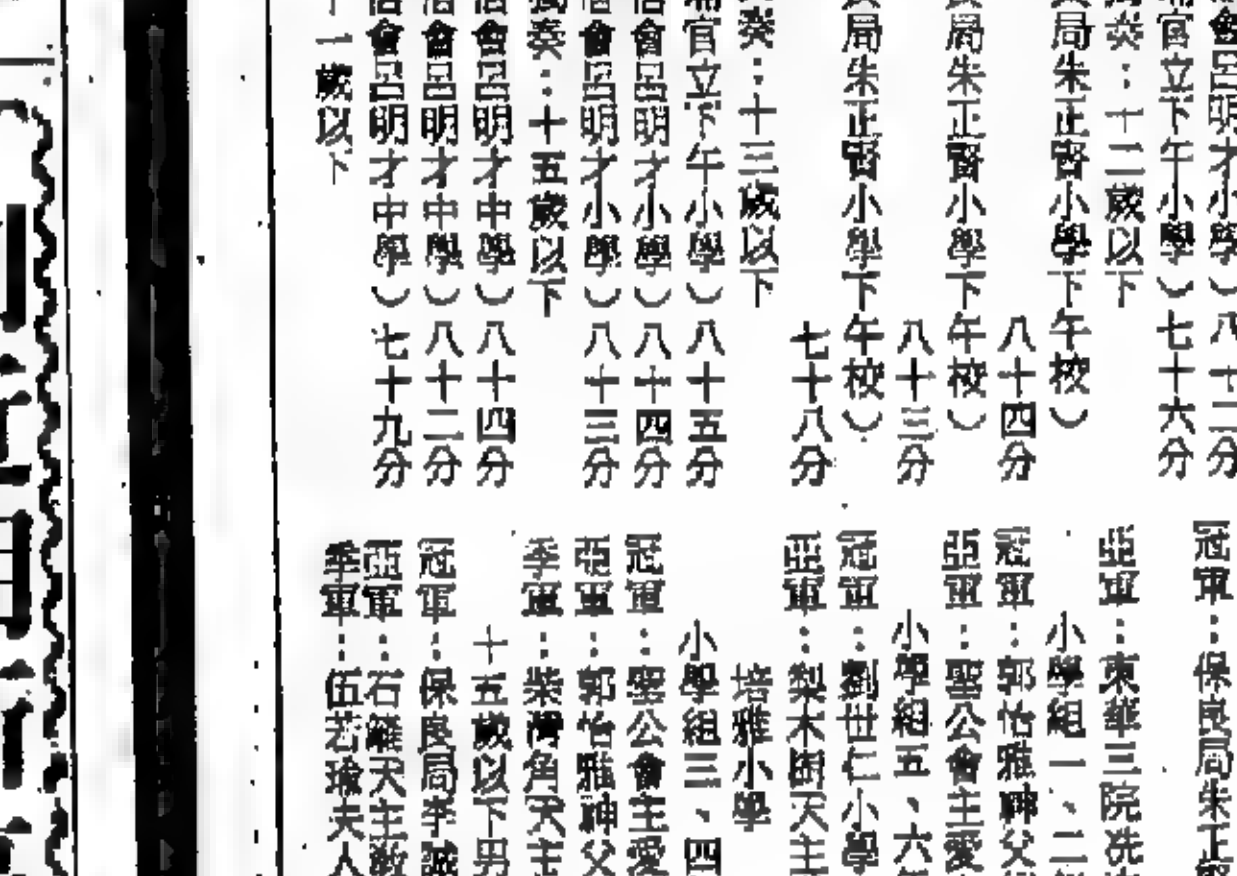 會呂明才小學）八十二分
官立下午小學）七十六分
奏：十二歲以下
局朱正賢小學下午校）
八十四分
局朱正賢小學下午校）
八十三分
局朱正賢小學下午校）
七十八分
奏：十三歲以下
官立下午小學）八十五分
信會呂明才小學）八十四分
信會呂明才小學）八十三分
獨奏：十五歲以下
信會呂明才中學）八十四分
信會呂明才中學）八十二分
信會呂明才中學）七十九分
十一歲以下
冠軍：保良局朱正
亞軍：東華三院冼
小學組一、二
冠軍：郭怡雅神父
亞軍：聖公會主愛
小學組五、六
冠軍：劉世仁小學
亞軍：梨木樹天主
培雅小學
小學組三、四
冠軍：聖公會主愛
亞軍：郭怡雅神父
季軍：柴灣角天主
十五歲以下男
冠軍：保良局李誠
亞軍：石籬天主教
季軍：伍若瑜夫人